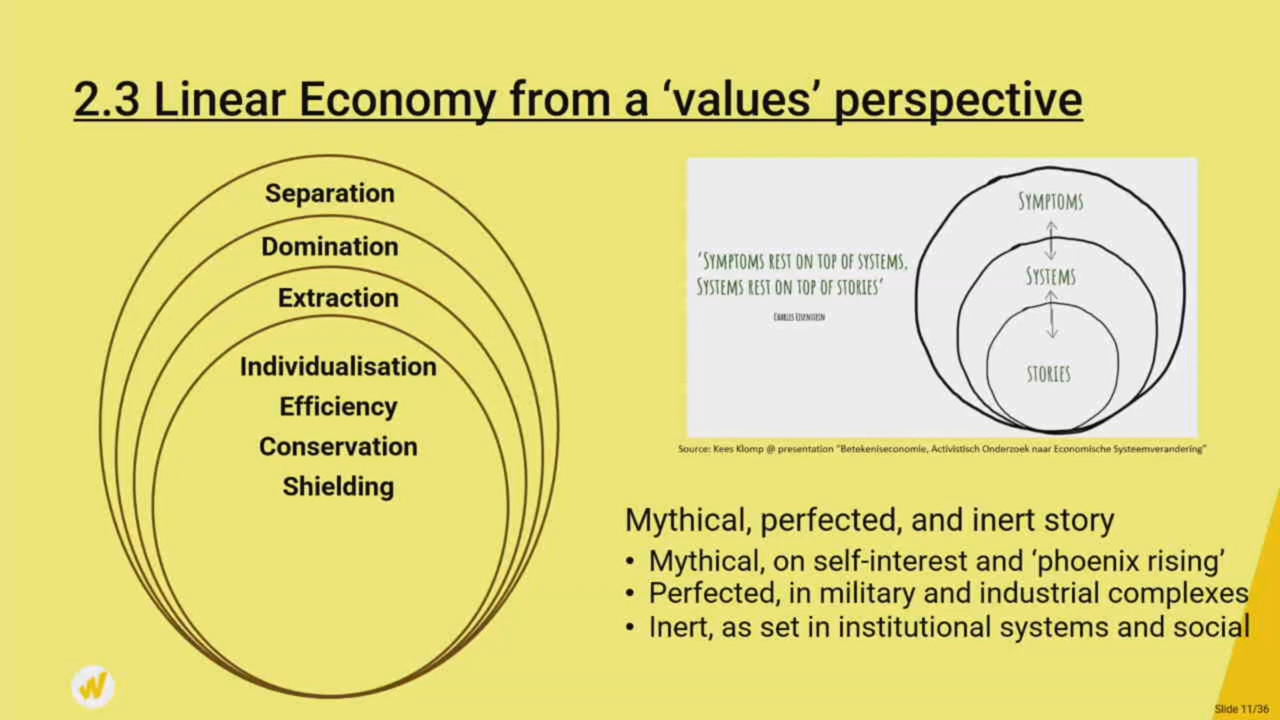 2.3 Linear Economy from a ‘values’ perspective
Separation
Domination
Extraction
Individualisation
Efficiency
Conservation
Shielding
‘Symptoms rest on top of systems,
Systems rest on top of stories’
Charles Eisenstein
Symptoms
Systems
Stories
Source: Kees Klomp @ presentation “Betekeniseconomie, Activistisch Onderzoek naar Economische Systeemverandering”
Mythical, perfected, and inert story
• Mythical, on self-interest and ‘phoenix rising’
• Perfected, in military and industrial complexes
• Inert, as set in institutional systems and social
Slide 11/36